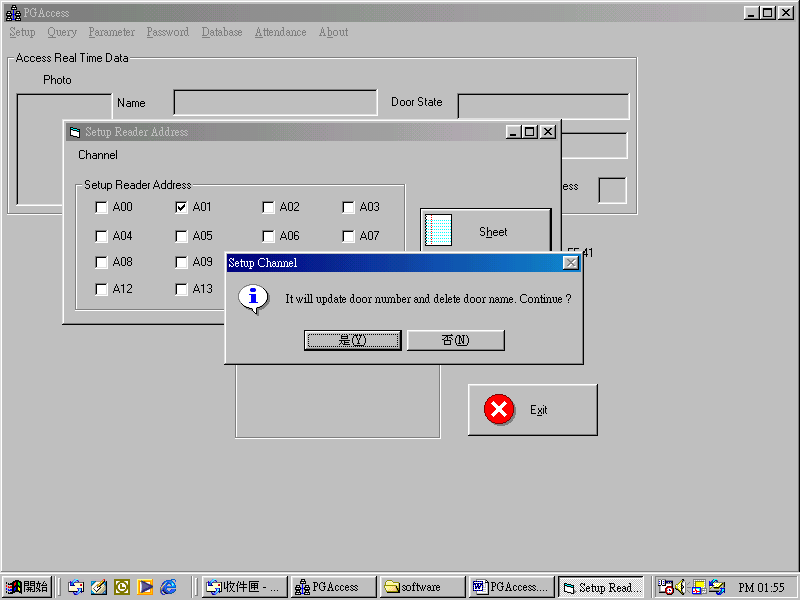 PGAccess
Setup Query Parameter Password Database Attendance About
Access Real Time Data
Photo
Name
Door State
Setup Reader Address
Channel
Setup Reader Address
A00 A01 A02 A03
A04 A05 A06 A07
A08 A09
A12 A13
Sheet
Setup Channel
It will update door number and delete door name. Continue ?
是(Y) 否(N)
Exit
開始 收件匣 - ... PGAccess software PGAccess.... Setup Read... PM 01:55